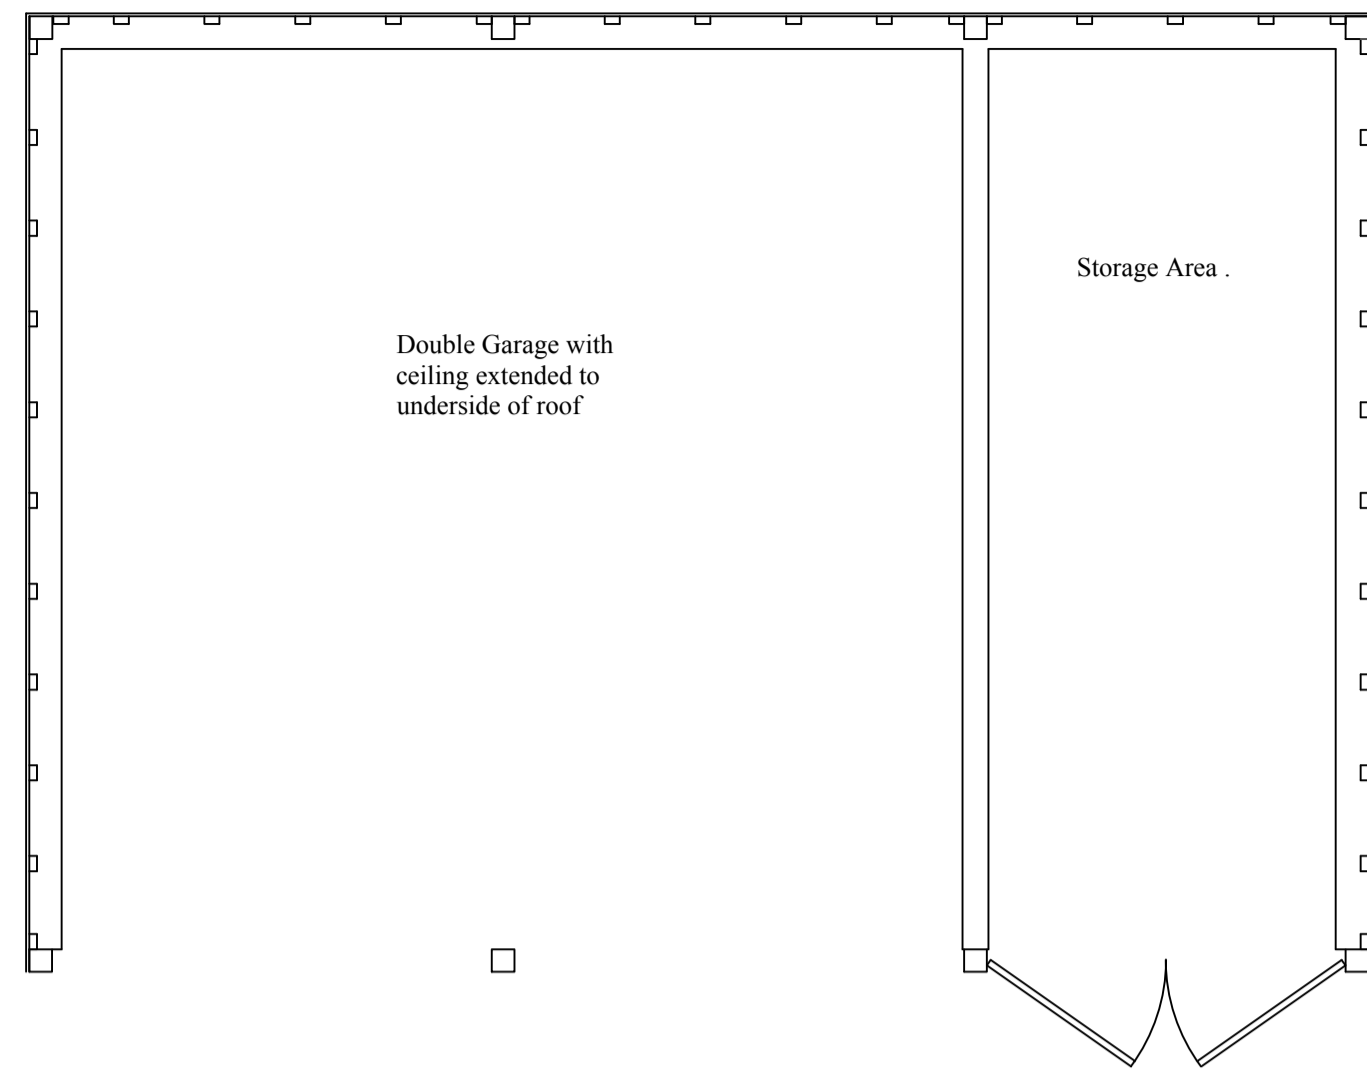 Storage Area .
Double Garage with
ceiling extended to
underside of roof